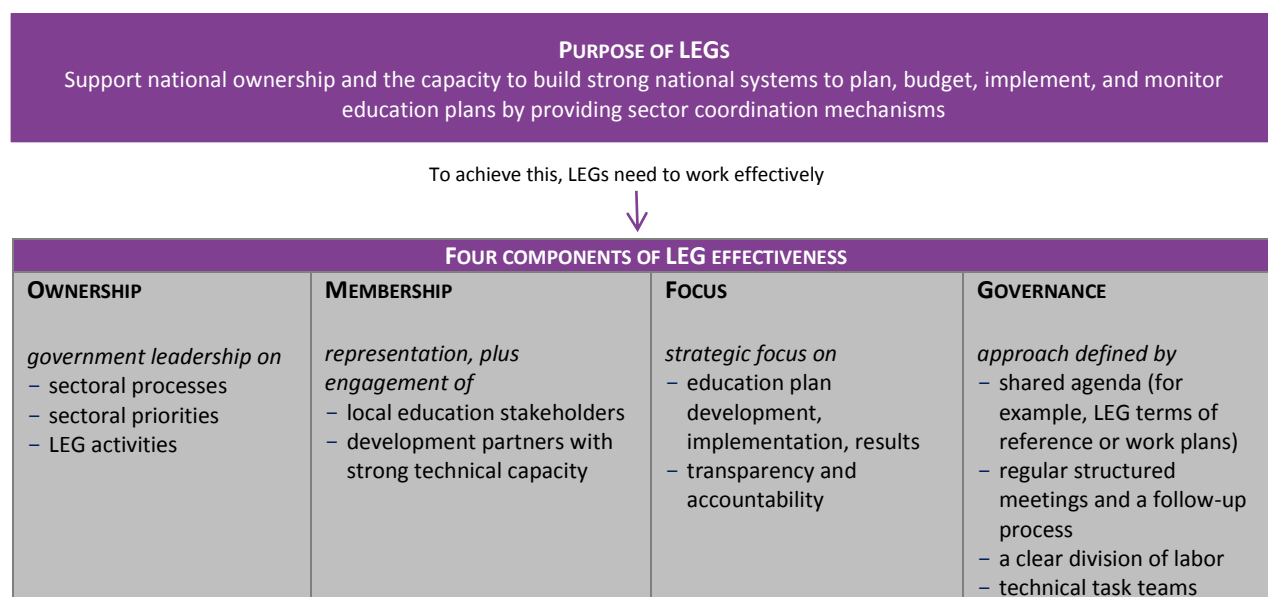 PURPOSE OF LEGS
Support national ownership and the capacity to build strong national systems to plan, budget, implement, and monitor
education plans by providing sector coordination mechanisms
To achieve this, LEGs need to work effectively
FOUR COMPONENTS OF LEG EFFECTIVENESS
OWNERSHIP
government leadership on
– sectoral processes
– sectoral priorities
– LEG activities
MEMBERSHIP
representation, plus
engagement of
– local education stakeholders
– development partners with
strong technical capacity
FOCUS
strategic focus on
– education plan
development,
implementation, results
– transparency and
accountability
GOVERNANCE
approach defined by
– shared agenda (for
example, LEG terms of
reference or work plans)
– regular structured
meetings and a follow-up
process
– a clear division of labor
– technical task teams